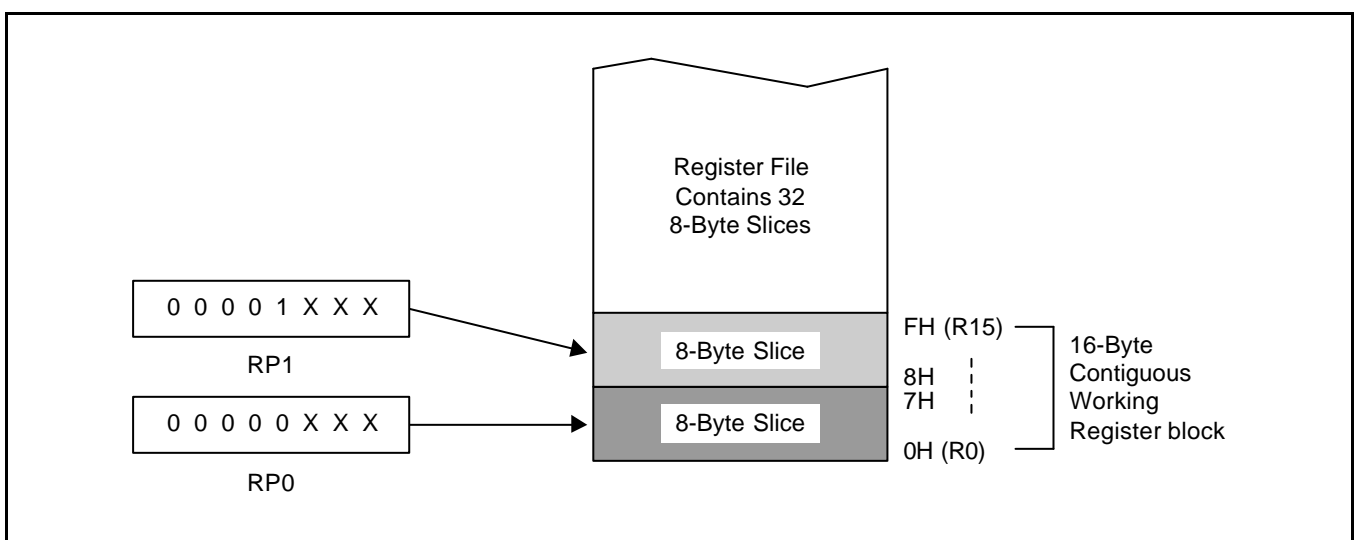 Register File
Contains 32
8-Byte Slices
0 0 0 0 1 X X X
RP1
0 0 0 0 0 X X X
RP0
8-Byte Slice
8-Byte Slice
FH (R15)
8H
7H
0H (R0)
16-Byte
Contiguous
Working
Register block